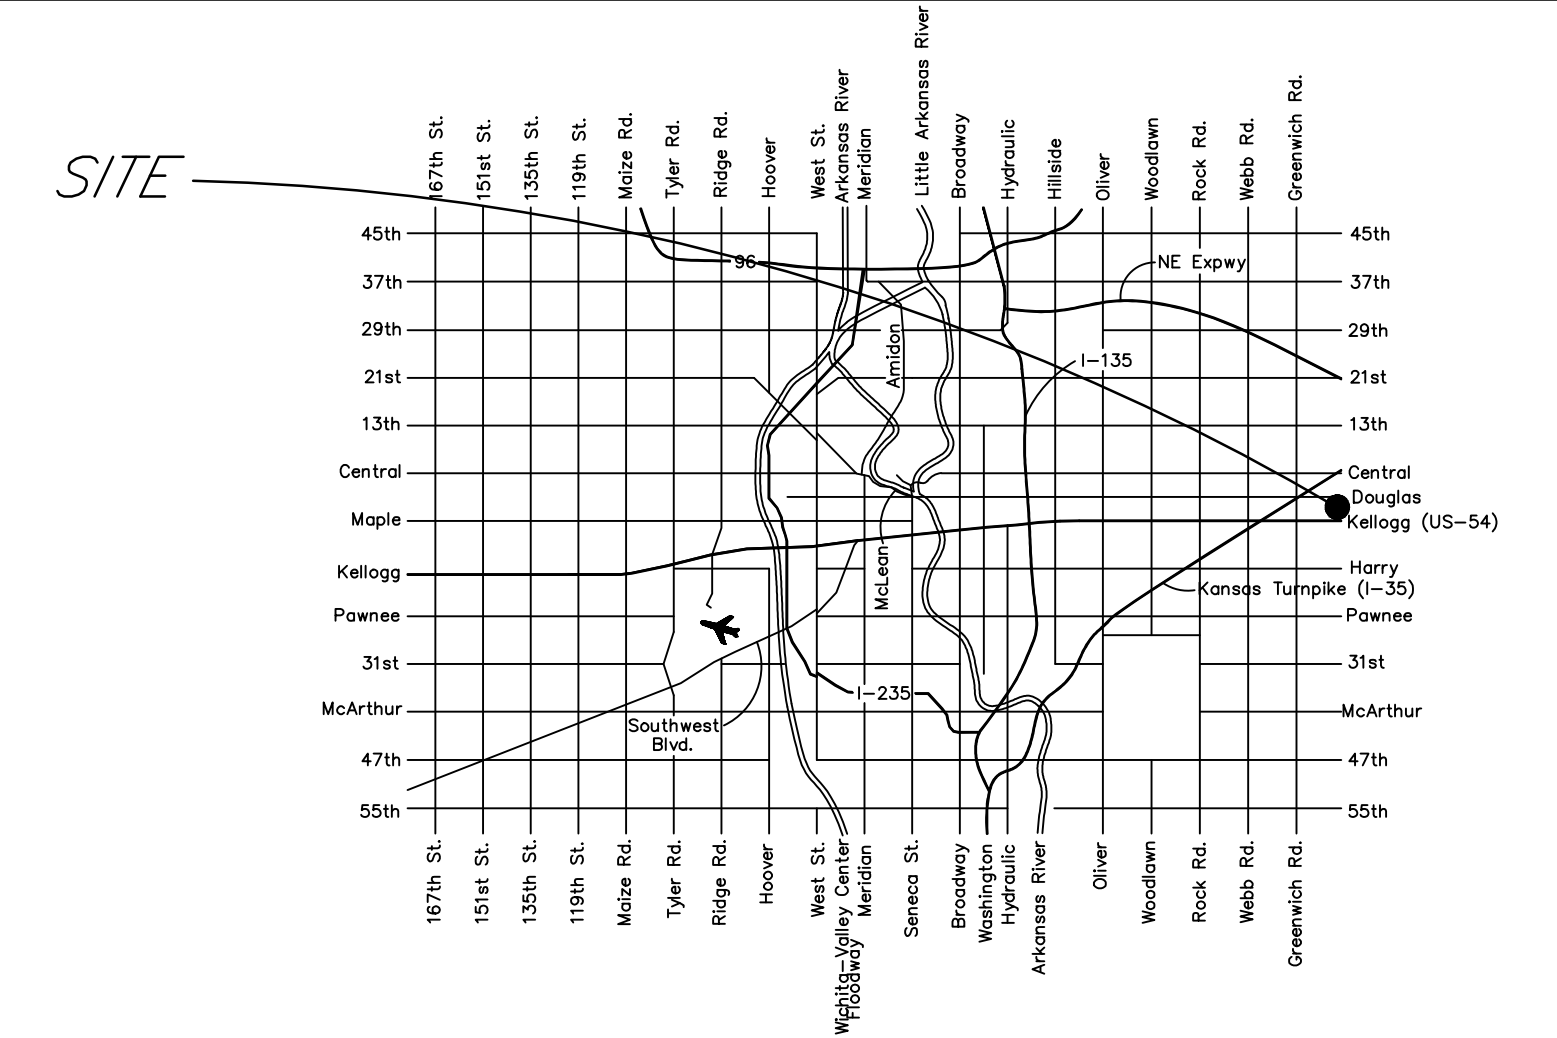 SITE
167th St.
151st St.
135th St.
119th St.
Maize Rd.
Tyler Rd.
Ridge Rd.
Hoover
West St.
Arkansas River
Meridian
Little Arkansas River
Broadway
Hydraulic
Hillside
Oliver
Woodlawn
Rock Rd.
Webb Rd.
Greenwich Rd.
45th
45th
96
NE Expwy
37th
37th
29th
29th
Amidon
I-135
21st
21st
13th
13th
Central
Central
Douglas
Maple
Kellogg (US-54)
McLean
Kellogg
Harry
Kansas Turnpike (I-35)
Pawnee
Pawnee
31st
31st
I-235
McArthur
McArthur
Southwest
Blvd.
47th
47th
55th
55th
167th St.
151st St.
135th St.
119th St.
Maize Rd.
Tyler Rd.
Ridge Rd.
Hoover
West St.
Wichita-Valley Center
Floodway
Meridian
Seneca St.
Broadway
Washington
Hydraulic
Arkansas River
Oliver
Woodlawn
Rock Rd.
Webb Rd.
Greenwich Rd.